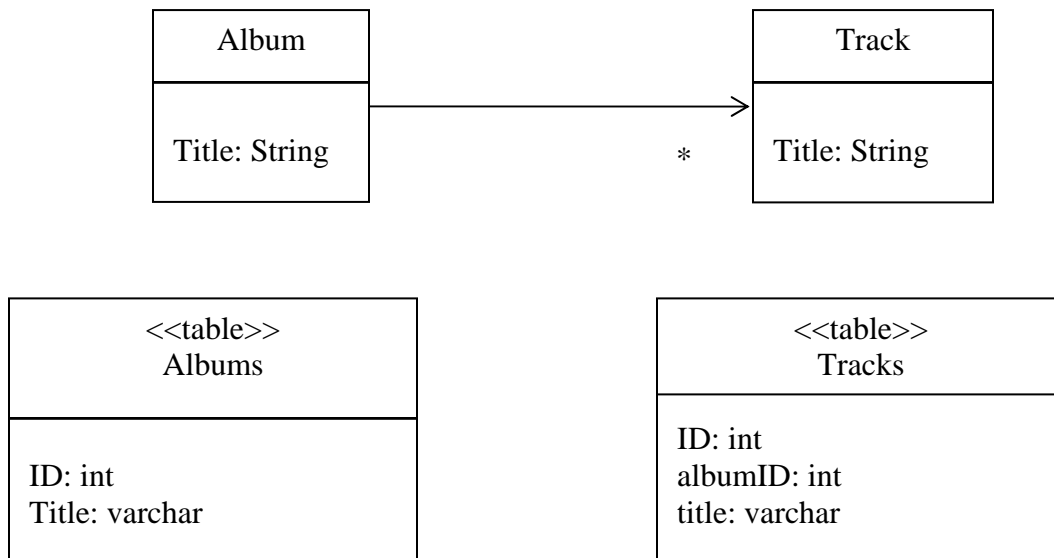 Album
Track
Title: String
*
Title: String
<<table>>
Albums
<<table>>
Tracks
ID: int
Title: varchar
ID: int
albumID: int
title: varchar